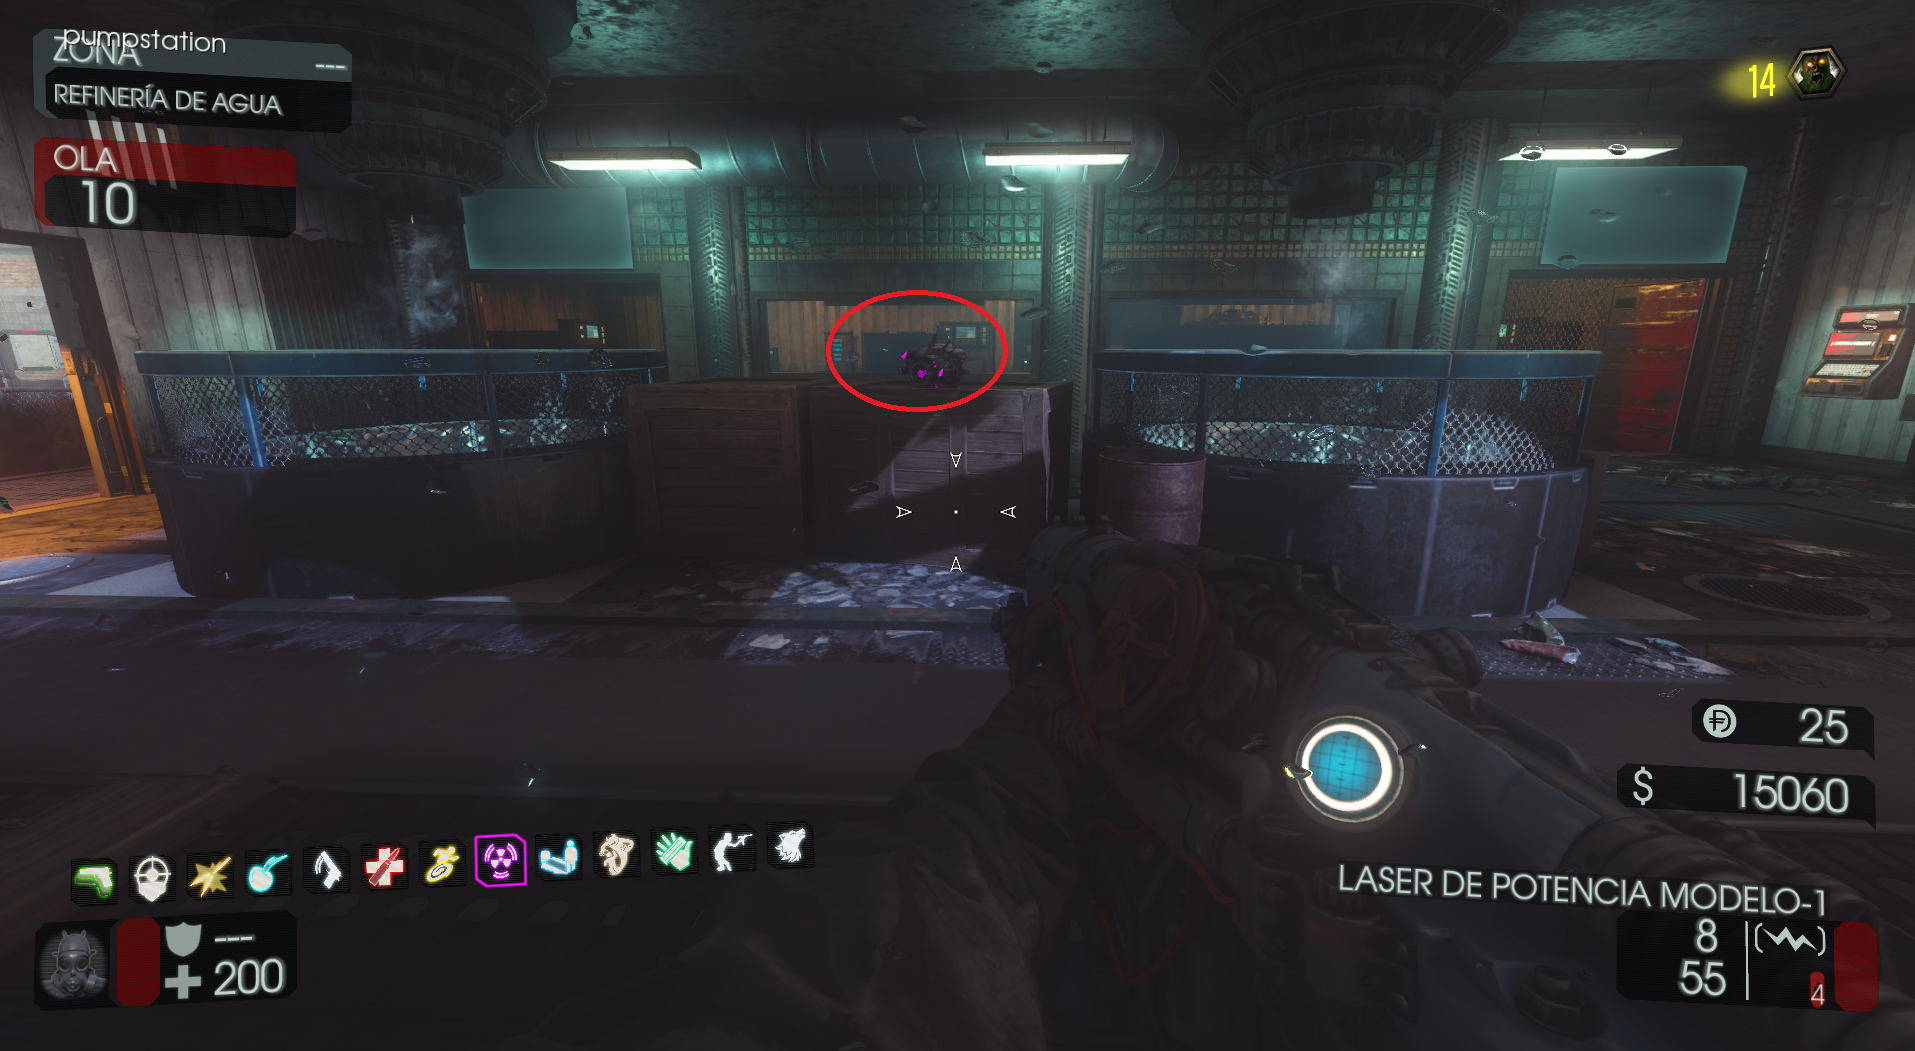 pumpstation
ZONA
---
REFINERÍA DE AGUA
14
OLA
10
25
$ 15060
LASER DE POTENCIA MODELO-1
8
55
4
---
200